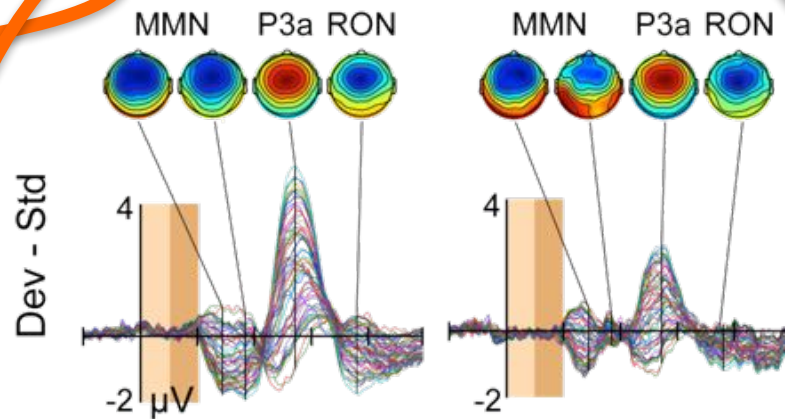 MMN P3a RON
MMN P3a RON
Dev - Std
4
-2 µV
4
-2